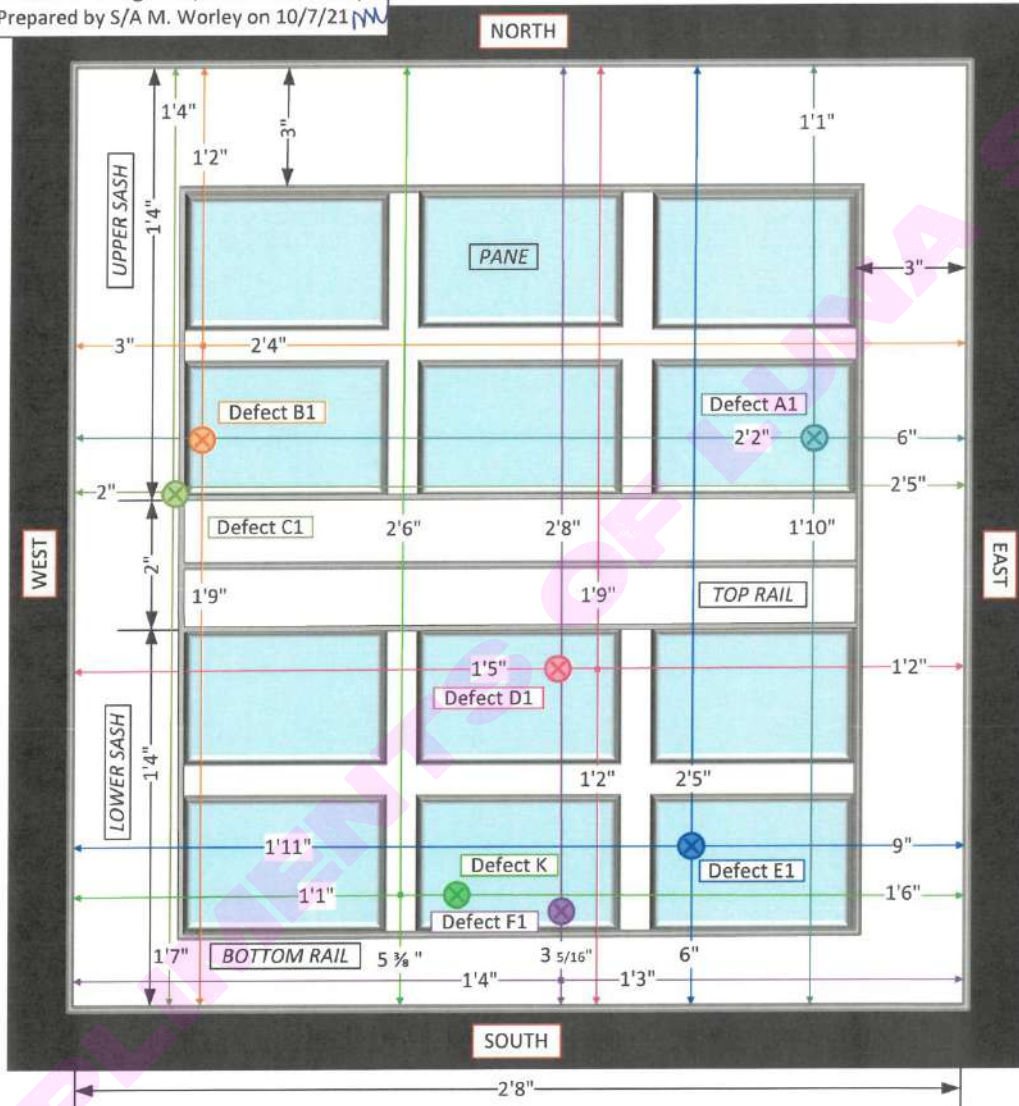 Prepared by S/A M. Worley on 10/7/21 MW
NORTH
1'4"
3"
1'1"
1'2"
UPPER SASH
1'4"
PANE
3"
3"
2'4"
Defect B1
Defect A1
2'2"
6"
2"
2'5"
Defect C1
2'6"
2'8"
1'10"
WEST
EAST
2"
1'9"
1'9"
TOP RAIL
1'5"
1'2"
Defect D1
LOWER SASH
1'4"
1'2"
2'5"
1'11"
9"
Defect K
Defect E1
1'1"
1'6"
Defect F1
1'7"
BOTTOM RAIL
5 ⅜ "
3 5/16"
6"
1'4"
1'3"
SOUTH
2'8"
PLIMENTS OF LUNA S